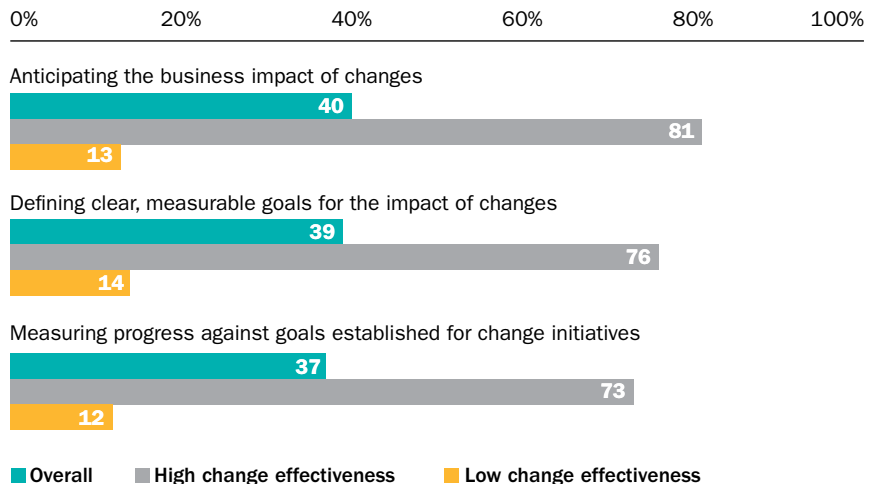 0% 20% 40% 60% 80% 100%
Anticipating the business impact of changes
40
81
13
Defining clear, measurable goals for the impact of changes
39
76
14
Measuring progress against goals established for change initiatives
37
73
12
Overall High change effectiveness Low change effectiveness